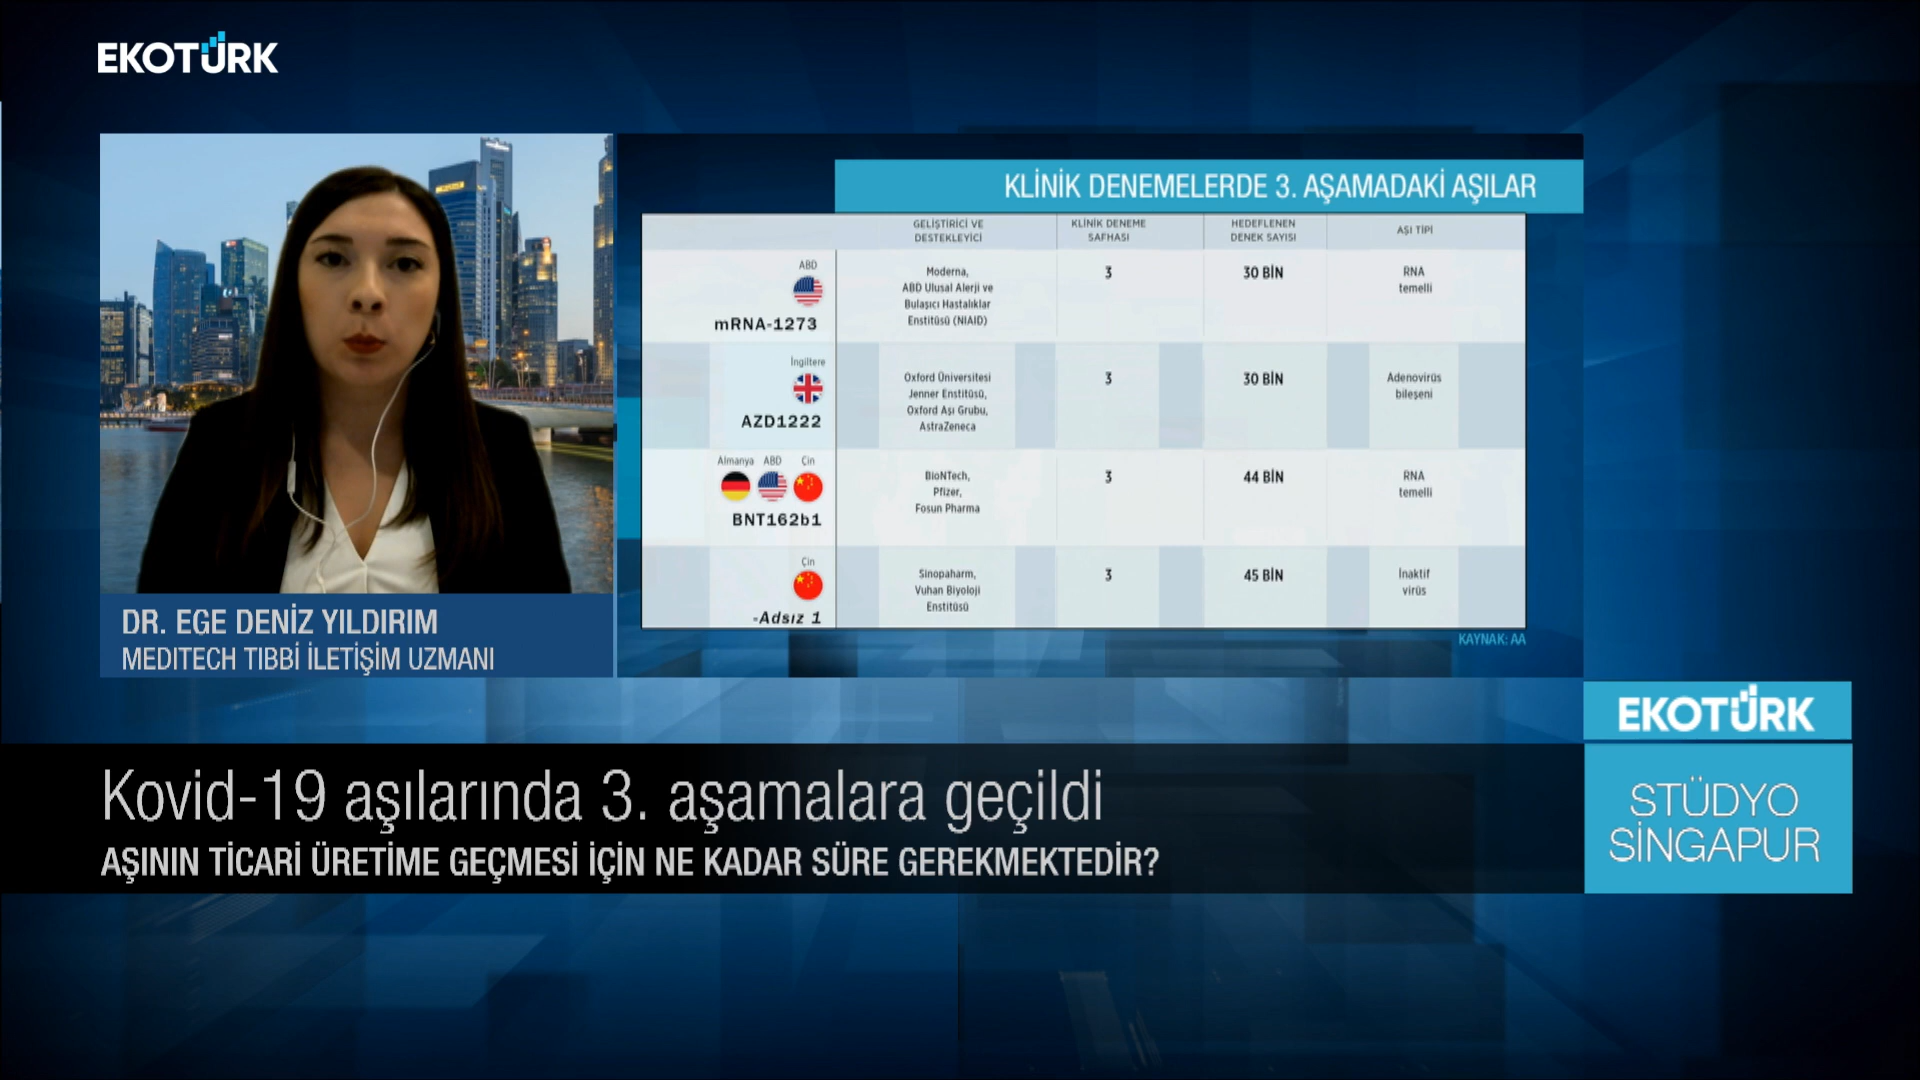 EKOTÜRK
KLİNİK DENEMELERDE 3. AŞAMADAKİ AŞILAR
GELİŞTİRİCİ VE
DESTEKLEYİCİ
KLİNİK DENEME
SAFHASI
HEDEFLENEN
DENEK SAYISI
AŞI TİPİ
ABD
mRNA-1273
Moderna,
ABD Ulusal Alerji ve
Bulaşıcı Hastalıklar
Enstitüsü (NIAID)
3
30 BİN
RNA
temelli
İngiltere
AZD1222
Oxford Üniversitesi
Jenner Enstitüsü,
Oxford Aşı Grubu,
AstraZeneca
3
30 BİN
Adenovirüs
bileşeni
Almanya ABD Çin
BNT162b1
BioNTech,
Pfizer,
Fosun Pharma
3
44 BİN
RNA
temelli
Çin
-Adsız 1
Sinopaharm,
Vuhan Biyoloji
Enstitüsü
3
45 BİN
İnaktif
virüs
KAYNAK: AA
DR. EGE DENİZ YILDIRIM
MEDITECH TIBBİ İLETİŞİM UZMANI
EKOTÜRK
STÜDYO
SİNGAPUR
Kovid-19 aşılarında 3. aşamalara geçildi
AŞININ TİCARİ ÜRETİME GEÇMESİ İÇİN NE KADAR SÜRE GEREKMEKTEDİR?